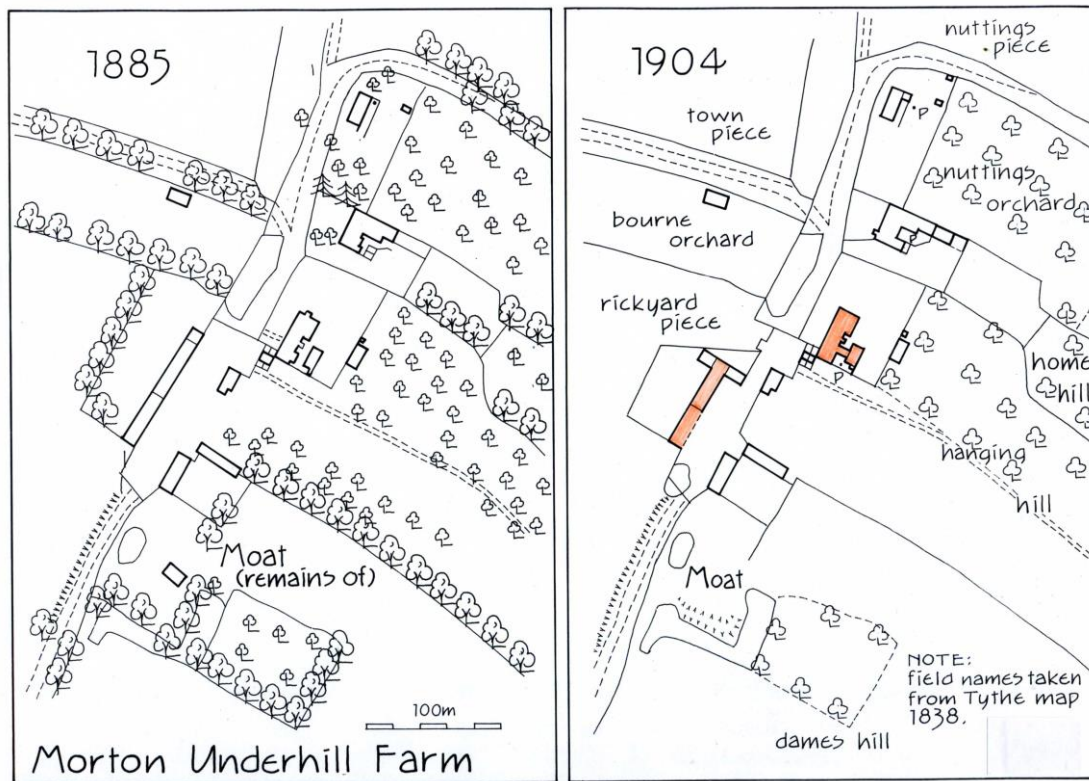 1885
Moat
(remains of)
100m
Morton Underhill Farm
1904
nuttings
piece
town
piece
P
nuttings
orchard
bourne
orchard
rickyard
piece
home
hill
P
hanging
hill
Moat
NOTE:
field names taken
from Tythe map
1838.
dames hill